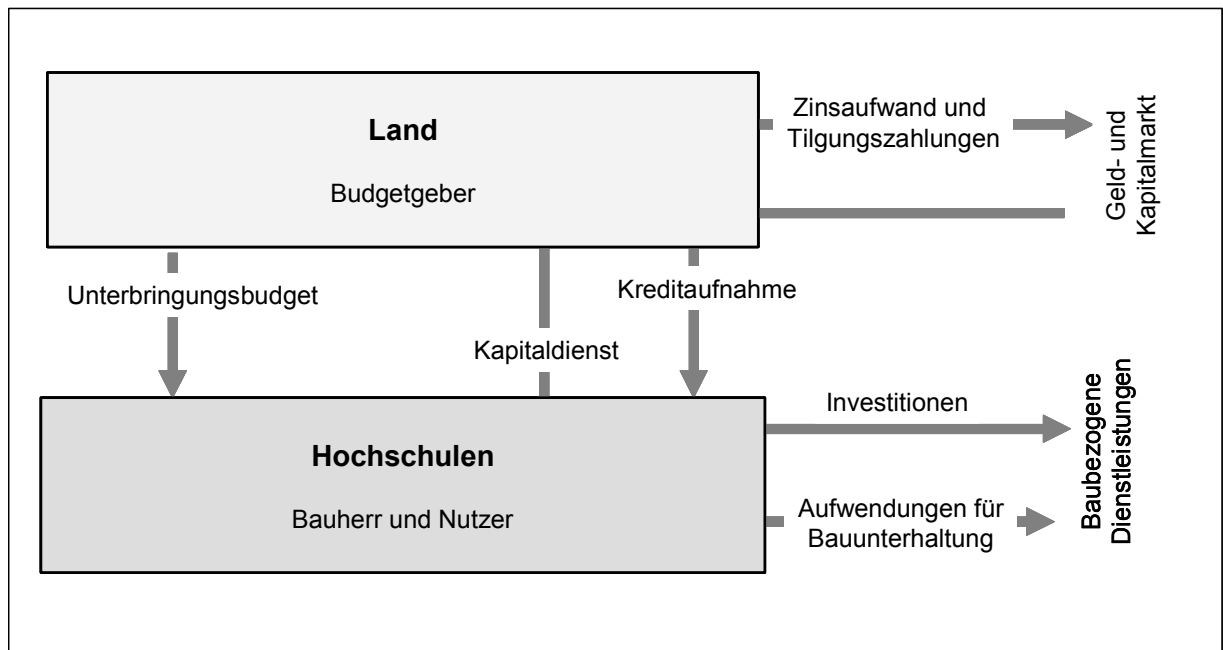 Land
Budgetgeber
Zinsaufwand und
Tilgungszahlungen
Geld- und
Kapitalmarkt
Unterbringungsbudget
Kreditaufnahme
Kapitaldienst
Hochschulen
Bauherr und Nutzer
Investitionen
Aufwendungen für
Bauunterhaltung
Baubezogene
Dienstleistungen